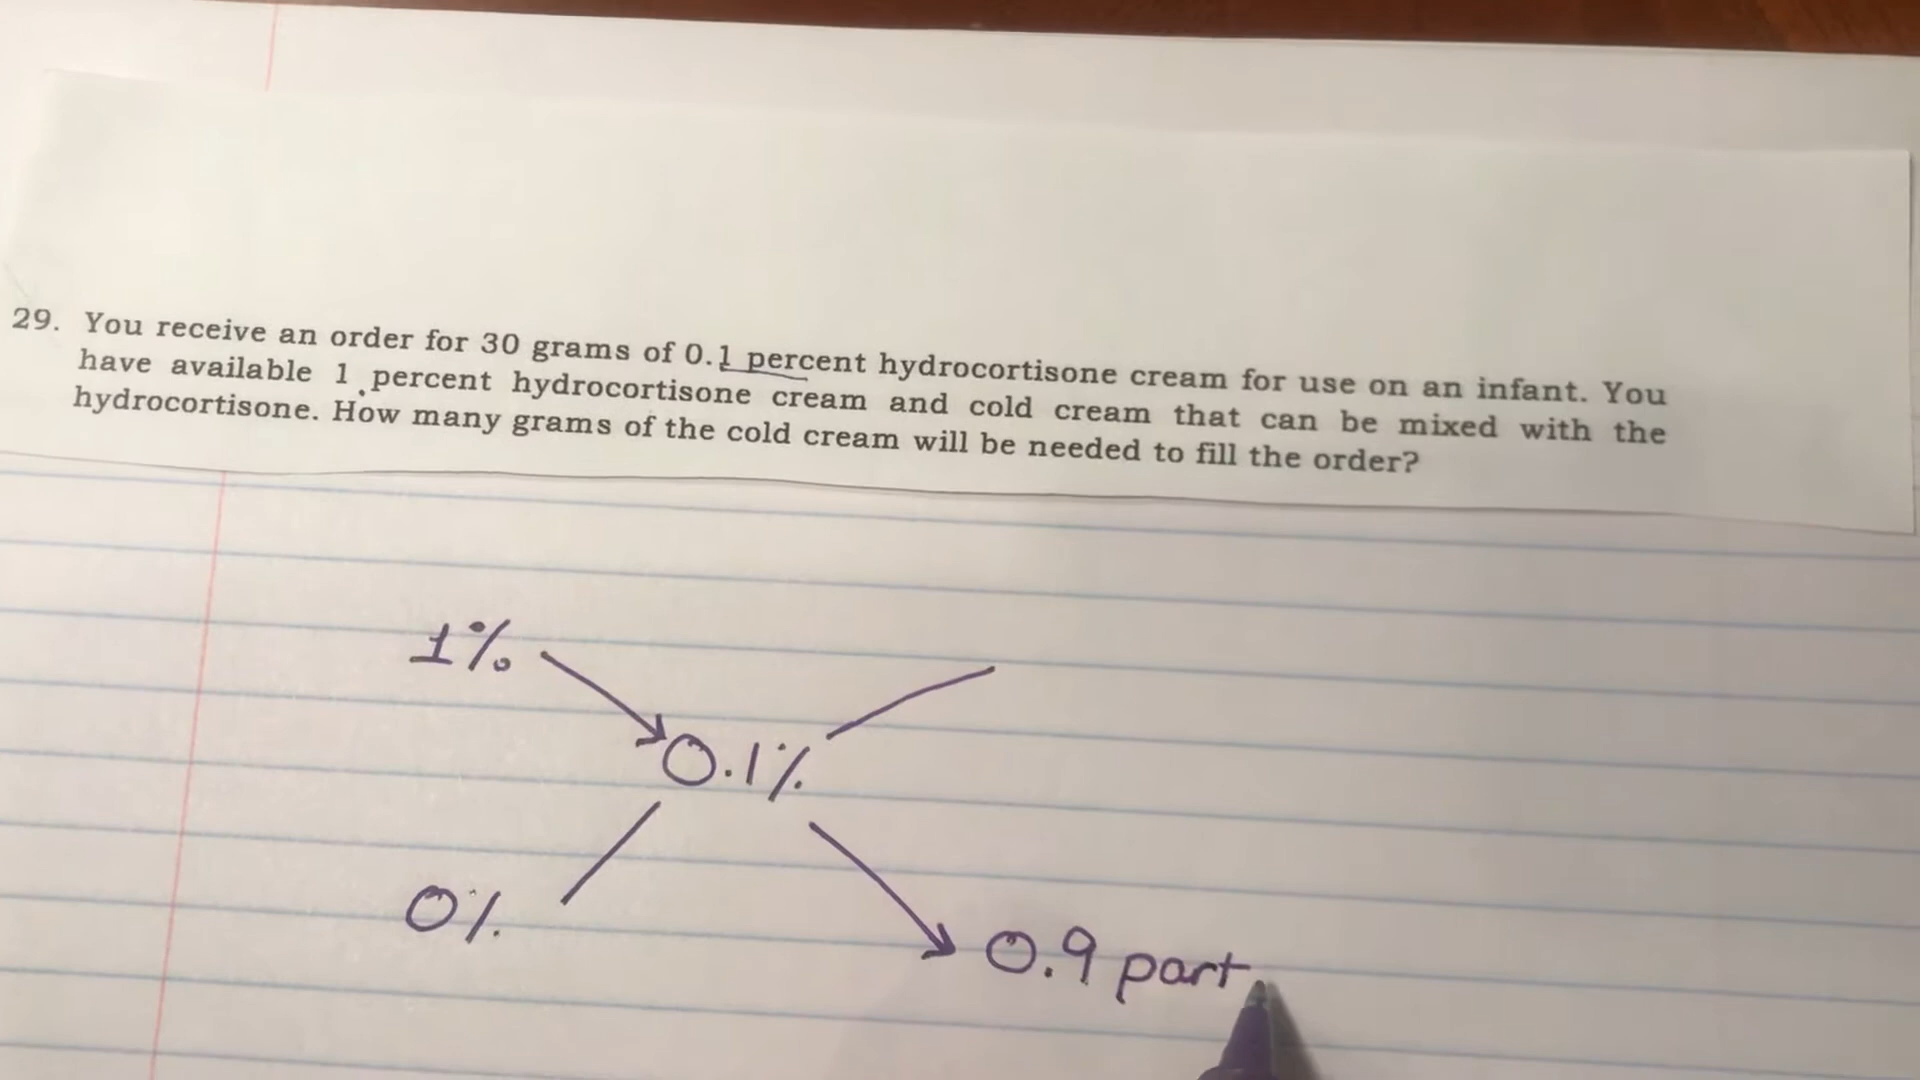 29. You receive an order for 30 grams of 0.1 percent hydrocortisone cream for use on an infant. You
have available 1 percent hydrocortisone cream and cold cream that can be mixed with the
hydrocortisone. How many grams of the cold cream will be needed to fill the order?
1%
0.1%
0%
0.9 part